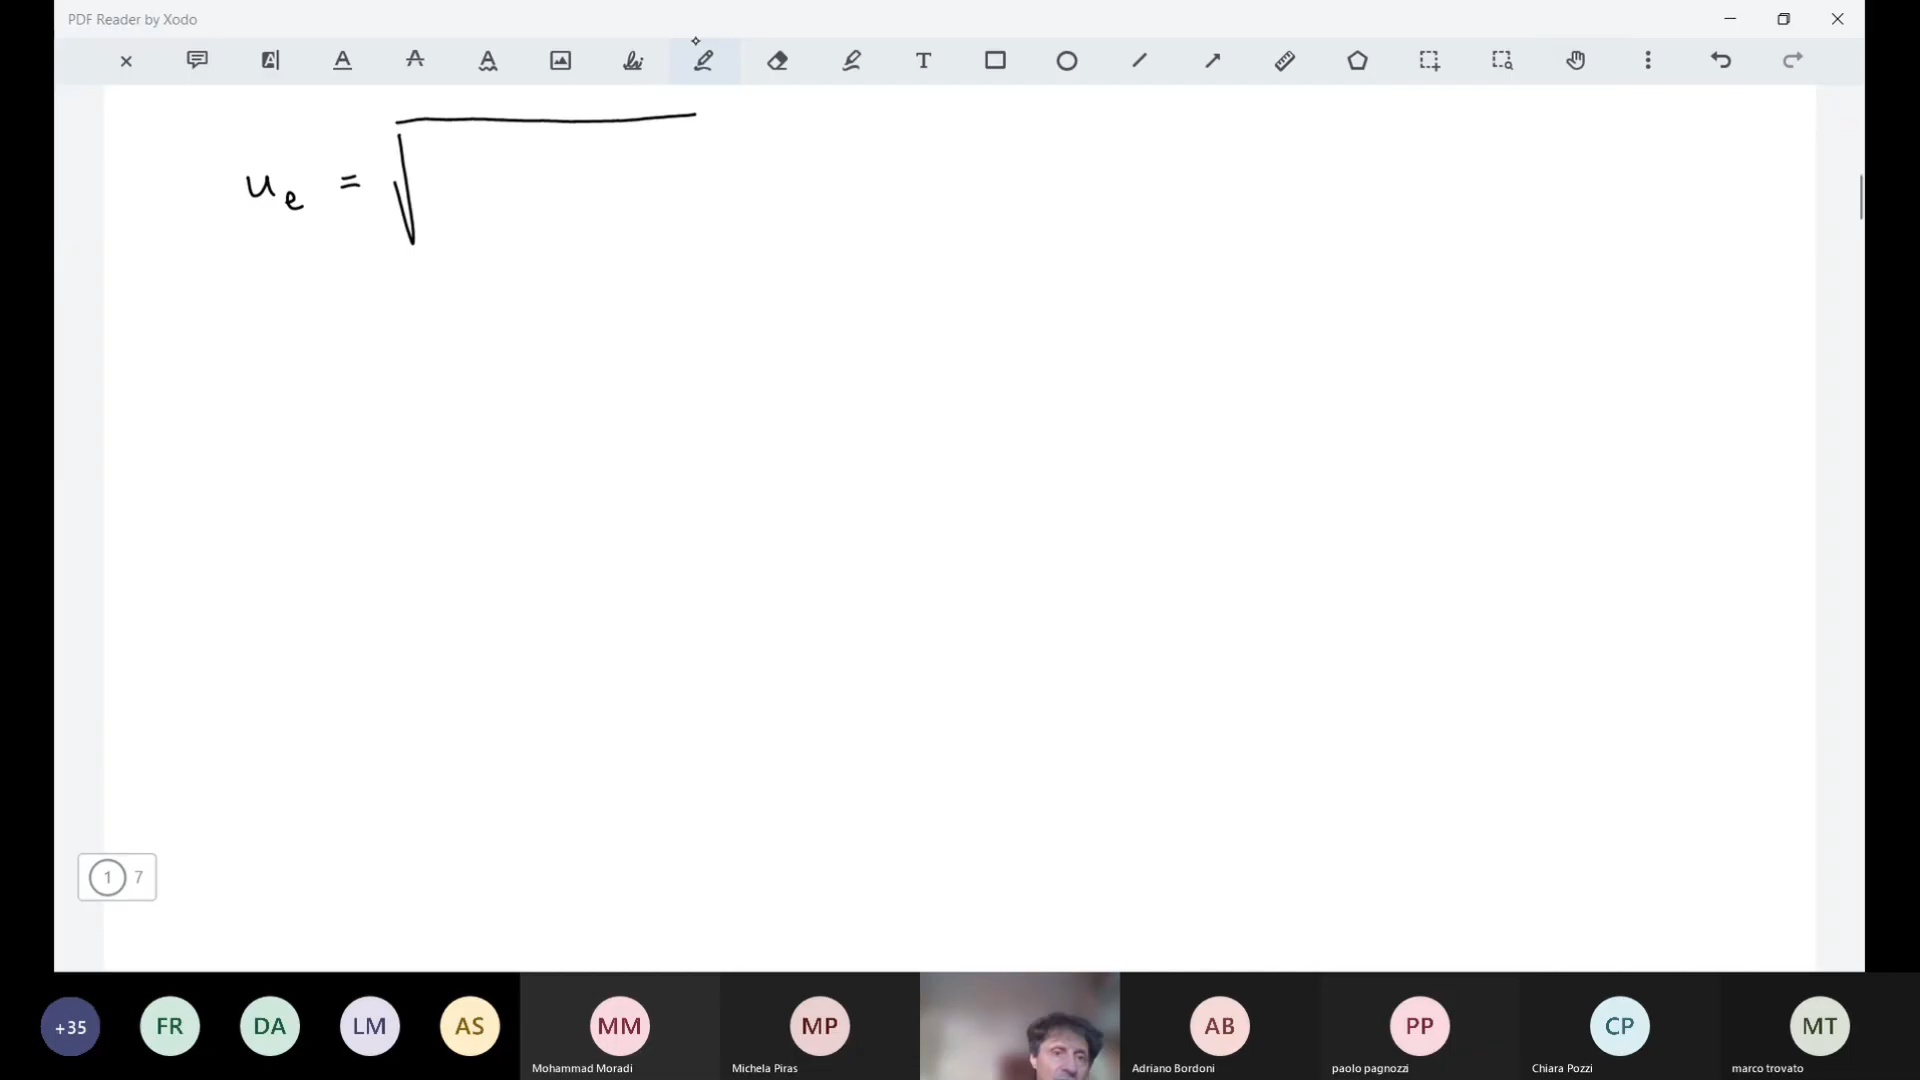 PDF Reader by Xodo
T
u_e = √
1 7
+35 FR DA LM AS MM MP AB PP CP MT
Mohammad Moradi Michela Piras Adriano Bordoni paolo pagnozzi Chiara Pozzi marco trovato